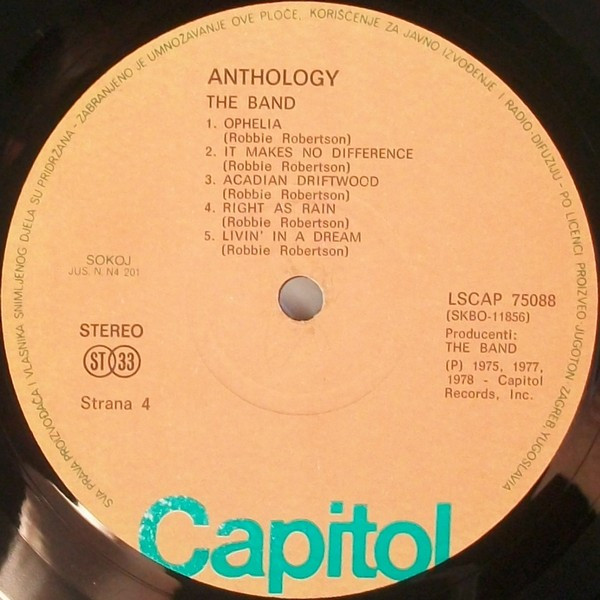 SVA PRAVA PROIZVOĐAČA I VLASNIKA SNIMLJENOG DJELA SU PRIDRŽANA - ZABRANJENO JE UMNOŽAVANJE OVE PLOČE, KORIŠĆENJE ZA JAVNO IZVOĐENJE I RADIO-DIFUZIJU - PO LICENCI PROIZVEO JUGOTON-ZAGREB, YUGOSLAVIA
ANTHOLOGY
THE BAND
1. OPHELIA
(Robbie Robertson)
2. IT MAKES NO DIFFERENCE
(Robbie Robertson)
3. ACADIAN DRIFTWOOD
(Robbie Robertson)
4. RIGHT AS RAIN
(Robbie Robertson)
5. LIVIN' IN A DREAM
(Robbie Robertson)
SOKOJ
JUS. N. N4 201
STEREO
ST 33
Strana 4
LSCAP 75088
(SKBO-11856)
Producenti:
THE BAND
(P) 1975, 1977,
1978 - Capitol
Records, Inc.
Capitol